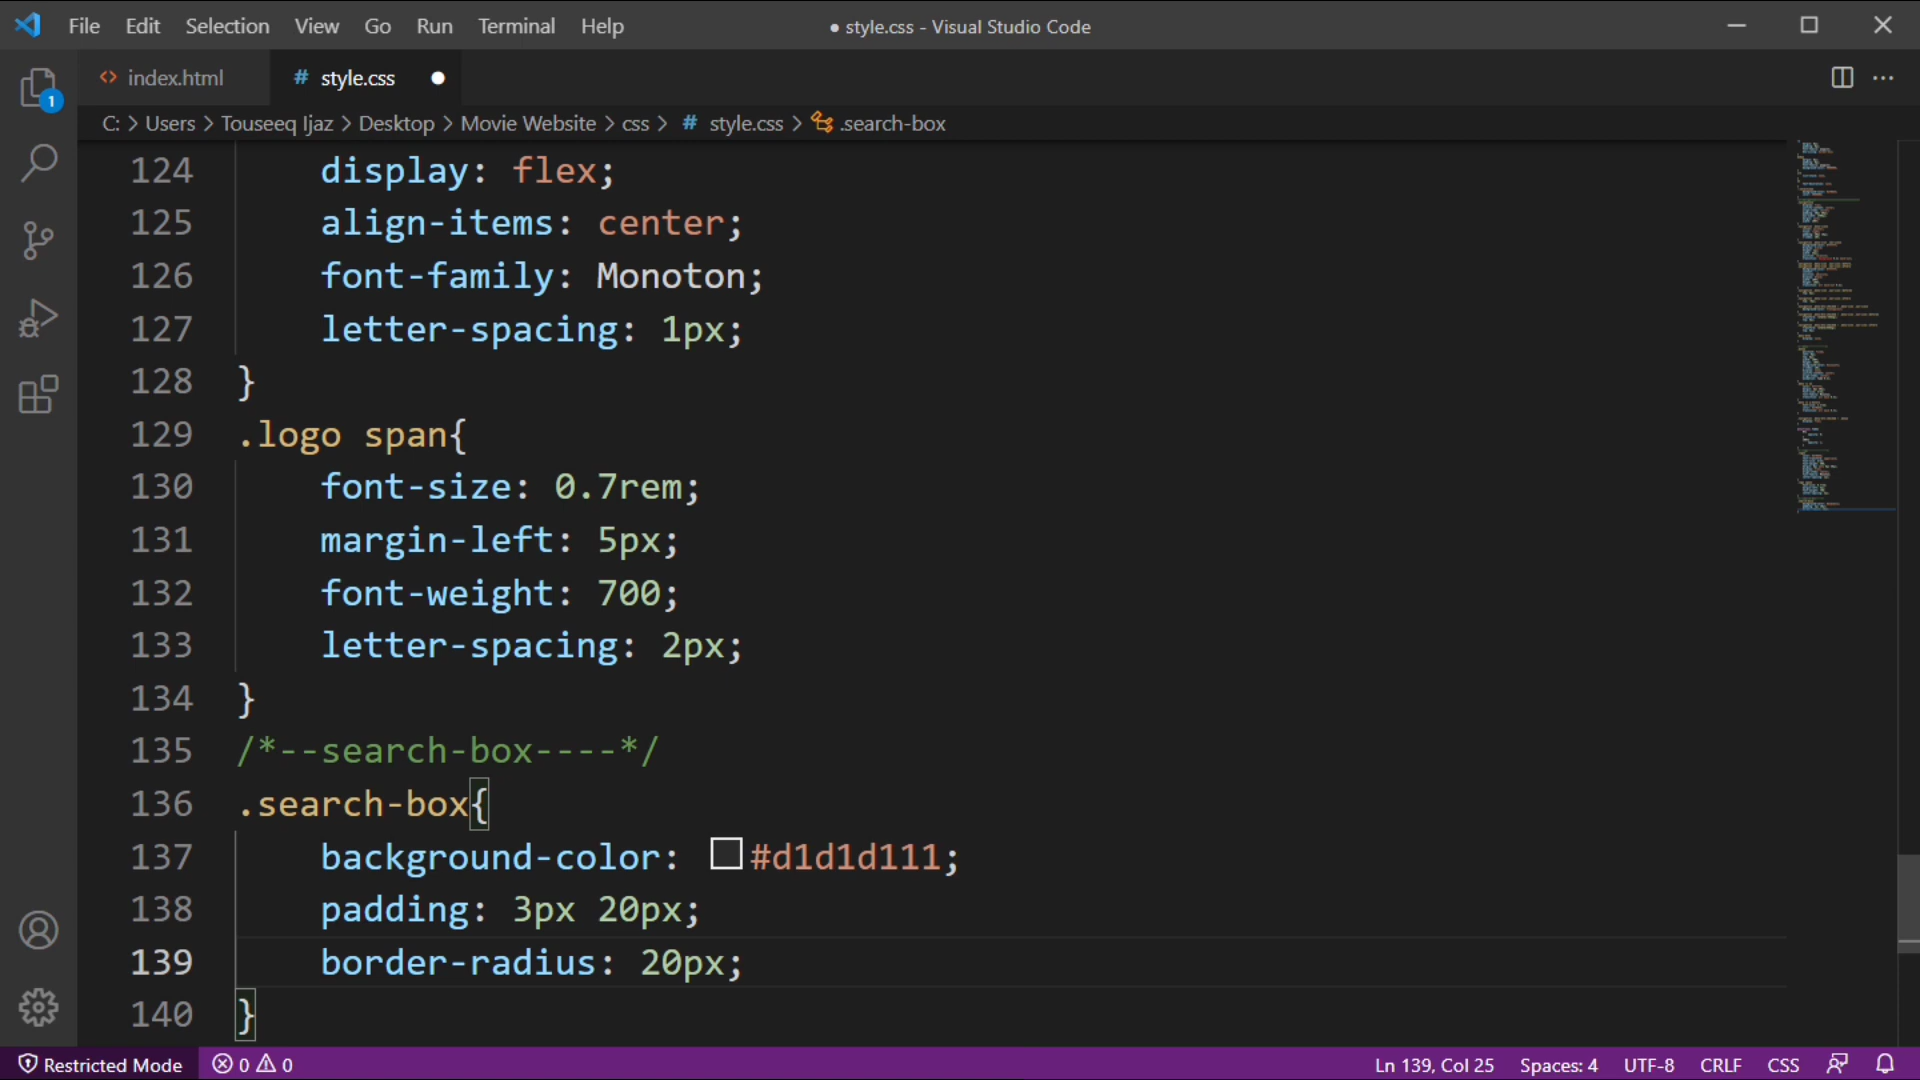 File Edit Selection View Go Run Terminal Help ● style.css - Visual Studio Code
<> index.html # style.css ●
C: > Users > Touseeq Ijaz > Desktop > Movie Website > css > # style.css > .search-box
124 display: flex;
125 align-items: center;
126 font-family: Monoton;
127 letter-spacing: 1px;
128 }
129 .logo span{
130 font-size: 0.7rem;
131 margin-left: 5px;
132 font-weight: 700;
133 letter-spacing: 2px;
134 }
135 /*--search-box----*/
136 .search-box{
137 background-color: #d1d1d111;
138 padding: 3px 20px;
139 border-radius: 20px;
140 }
1
Restricted Mode 0 0 Ln 139, Col 25 Spaces: 4 UTF-8 CRLF CSS